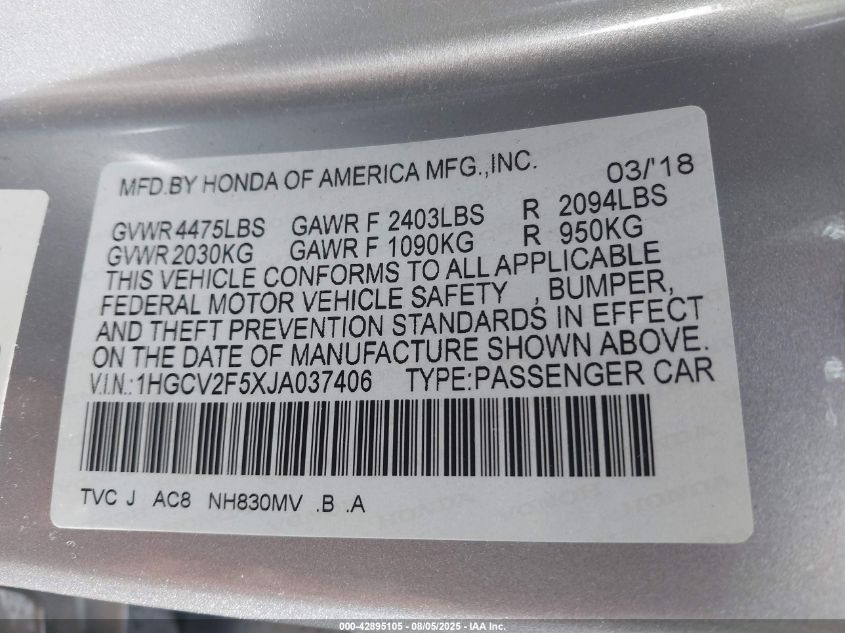 MFD.BY HONDA OF AMERICA MFG.,INC. 03/'18
GVWR 4475LBS GAWR F 2403LBS R 2094LBS
GVWR 2030KG GAWR F 1090KG R 950KG
THIS VEHICLE CONFORMS TO ALL APPLICABLE
FEDERAL MOTOR VEHICLE SAFETY , BUMPER,
AND THEFT PREVENTION STANDARDS IN EFFECT
ON THE DATE OF MANUFACTURE SHOWN ABOVE.
V.I.N.: 1HGCV2F5XJA037406 TYPE:PASSENGER CAR
TVC J AC8 NH830MV .B .A
000-42895105 - 08/05/2025 - IAA Inc.